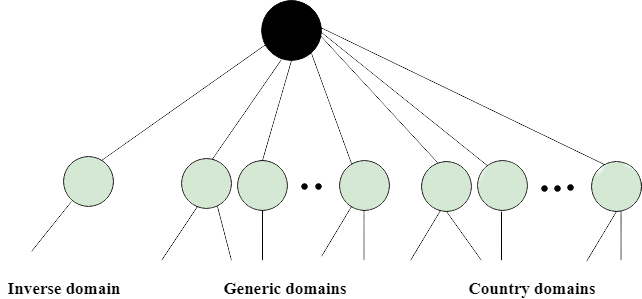 Inverse domain
Generic domains
Country domains